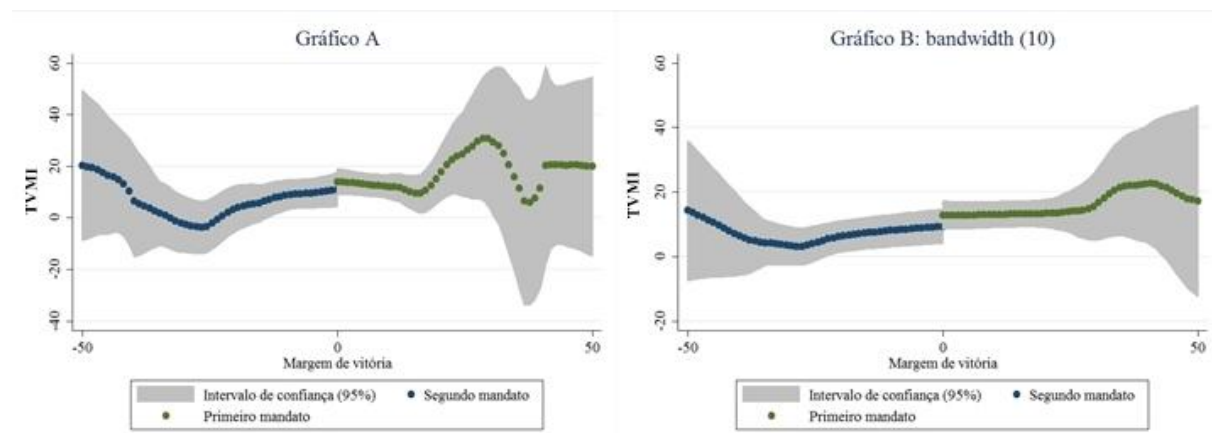 Gráfico A
60
40
20
0
-20
-40
TVMI
-50
0
50
Margem de vitória
Intervalo de confiança (95%)
Segundo mandato
Primeiro mandato
Gráfico B: bandwidth (10)
60
40
20
0
-20
TVMI
-50
0
50
Margem de vitória
Intervalo de confiança (95%)
Segundo mandato
Primeiro mandato